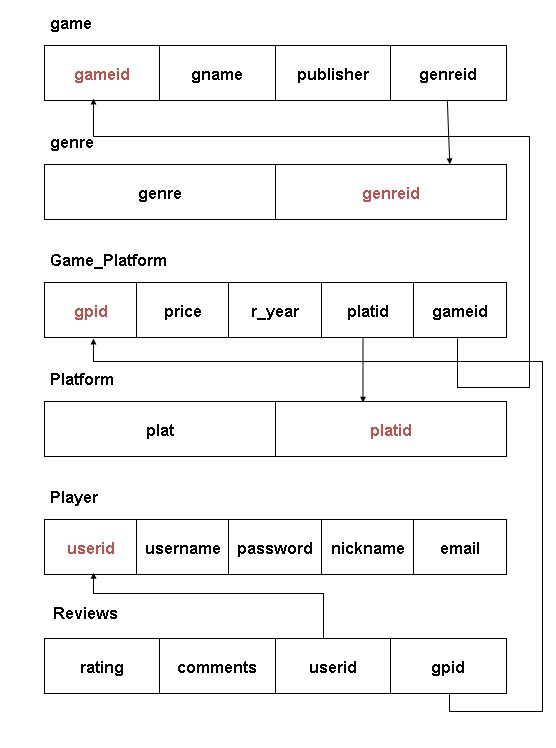 game
gameid gname publisher genreid
genre
genre genreid
Game_Platform
gpid price r_year platid gameid
Platform
plat platid
Player
userid username password nickname email
Reviews
rating comments userid gpid